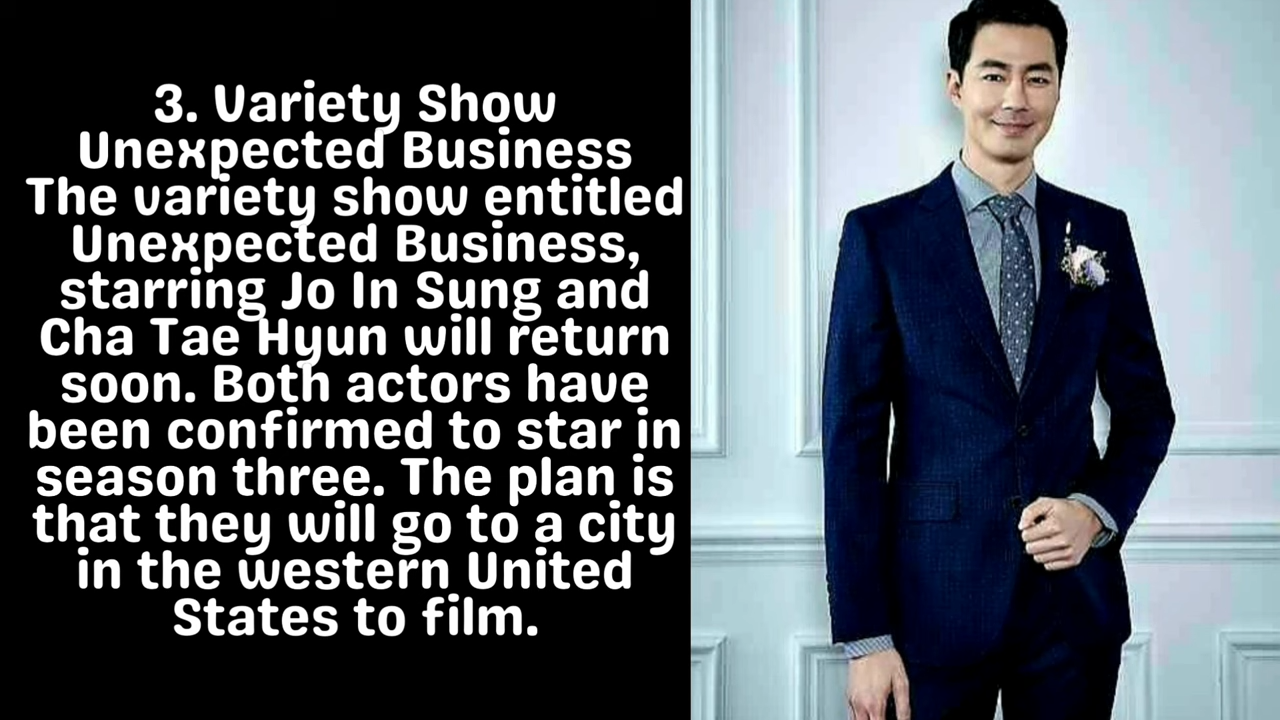 3. Variety Show
Unexpected Business
The variety show entitled
Unexpected Business,
starring Jo In Sung and
Cha Tae Hyun will return
soon. Both actors have
been confirmed to star in
season three. The plan is
that they will go to a city
in the western United
States to film.